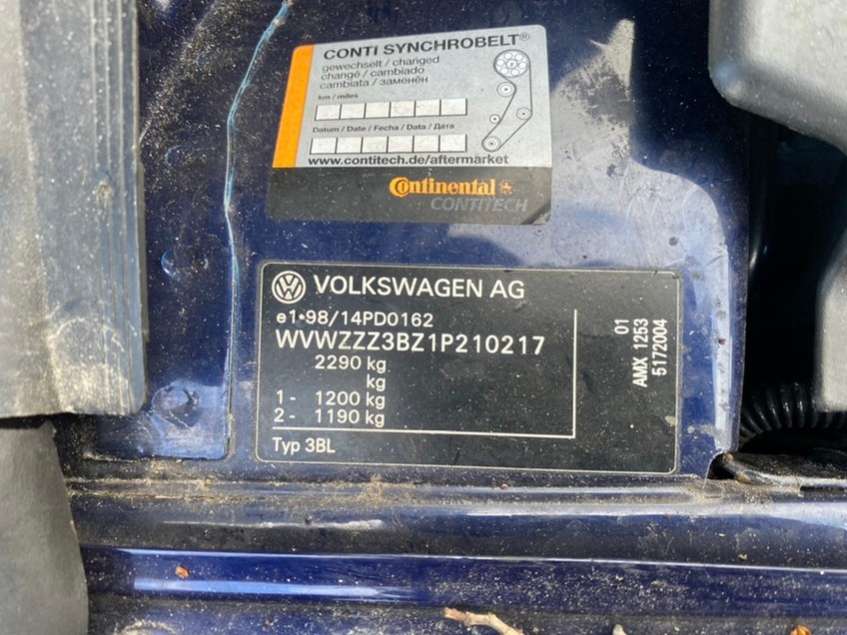 CONTI SYNCHROBELT®
gewechselt / changed
changé / cambiado
cambiata / заменён
km / miles
Datum / Date / Fecha / Data / Дата
www.contitech.de/aftermarket
Continental
CONTITECH
VOLKSWAGEN AG
e1*98/14PD0162
WVWZZZ3BZ1P210217
2290 kg
kg
1 - 1200 kg
2 - 1190 kg
Typ 3BL
AMX 1253 01
5172004